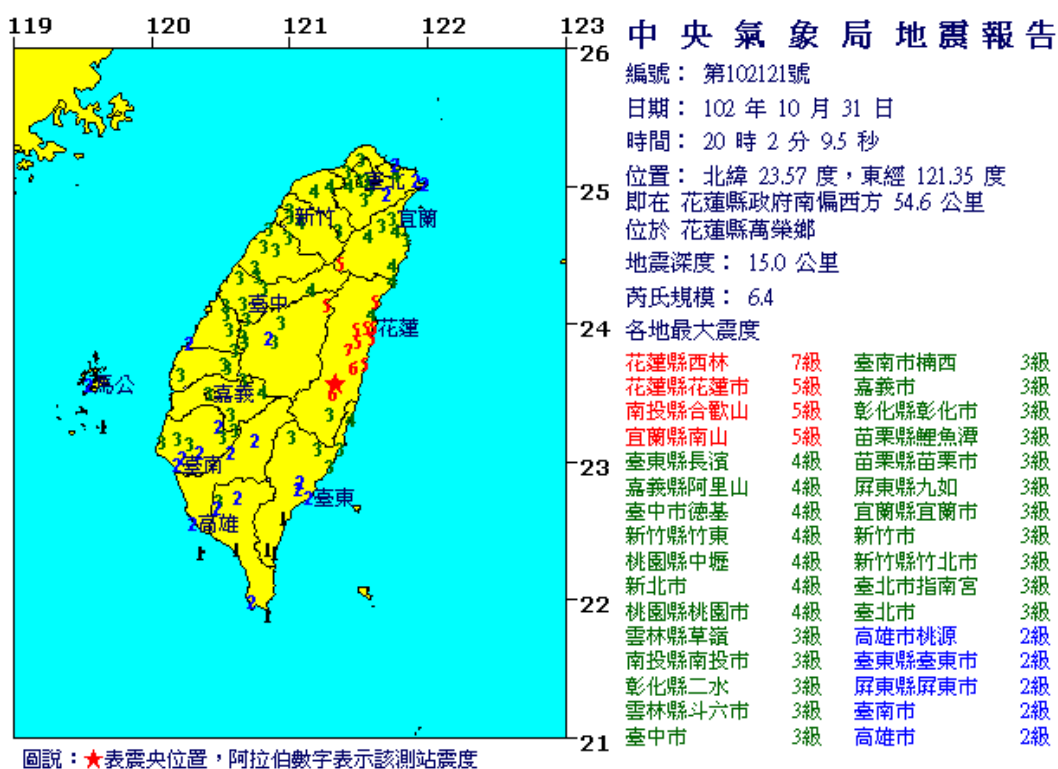 119 120 121 122 123
中央氣象局地震報告
26
編號： 第102121號
日期： 102 年 10 月 31 日
時間： 20 時 2 分 9.5 秒
位置： 北緯 23.57 度，東經 121.35 度
即在 花蓮縣政府南偏西方 54.6 公里
位於 花蓮縣萬榮鄉
地震深度： 15.0 公里
芮氏規模： 6.4
各地最大震度
花蓮縣西林 7級 臺南市楠西 3級
花蓮縣花蓮市 5級 嘉義市 3級
南投縣合歡山 5級 彰化縣彰化市 3級
宜蘭縣南山 5級 苗栗縣鯉魚潭 3級
臺東縣長濱 4級 苗栗縣苗栗市 3級
嘉義縣阿里山 4級 屏東縣九如 3級
臺中市德基 4級 宜蘭縣宜蘭市 3級
新竹縣竹東 4級 新竹市 3級
桃園縣中壢 4級 新竹縣竹北市 3級
新北市 4級 臺北市指南宮 3級
桃園縣桃園市 4級 臺北市 3級
雲林縣草嶺 3級 高雄市桃源 2級
南投縣南投市 3級 臺東縣臺東市 2級
彰化縣二水 3級 屏東縣屏東市 2級
雲林縣斗六市 3級 臺南市 2級
臺中市 3級 高雄市 2級
25
24
23
22
21
臺北
新竹
宜蘭
臺中
花蓮
馬公
嘉義
臺南
臺東
高雄
圖說：★表震央位置，阿拉伯數字表示該測站震度